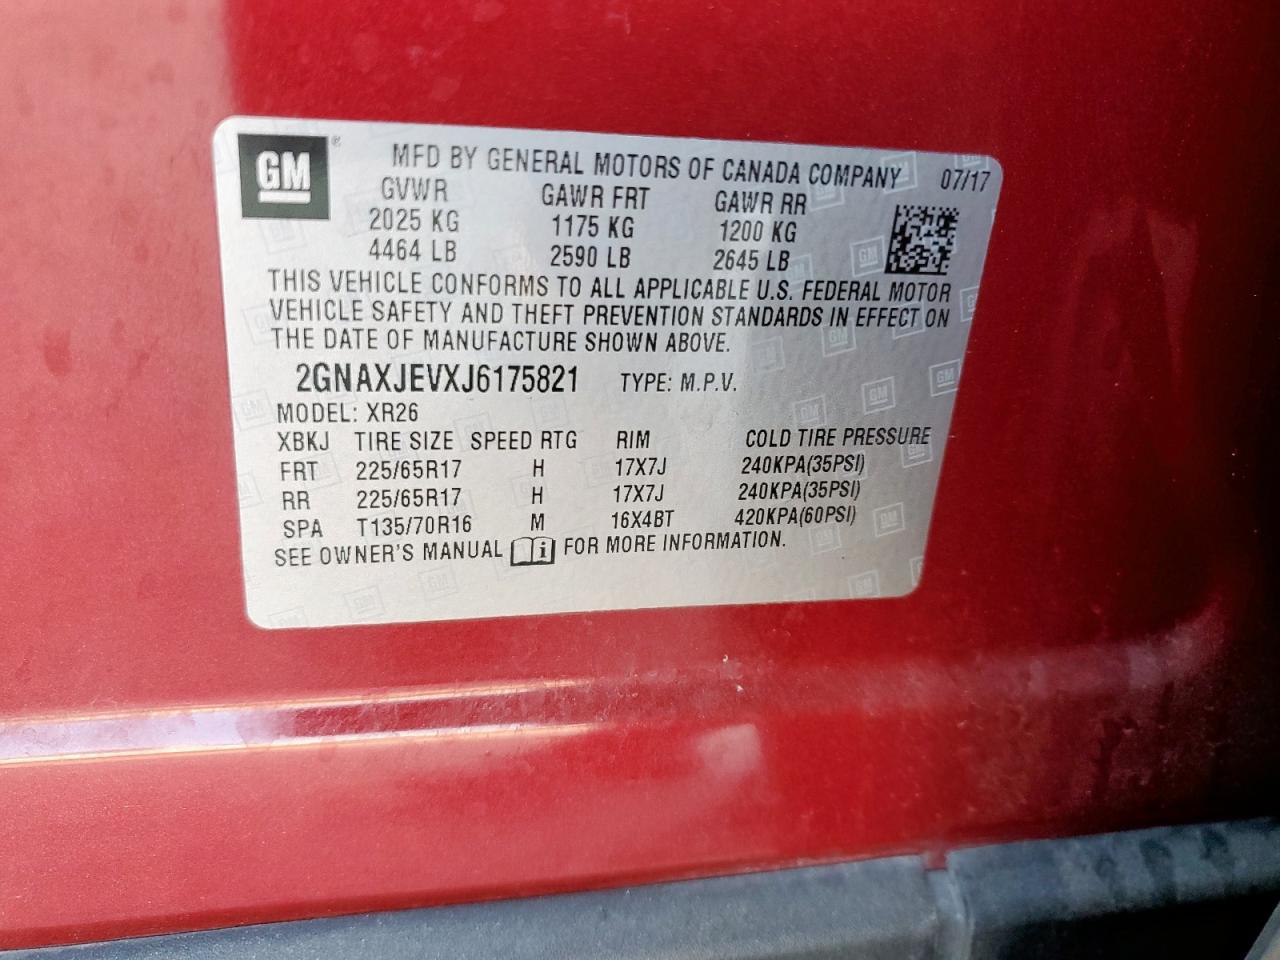 GM ®
MFD BY GENERAL MOTORS OF CANADA COMPANY 07/17
GVWR GAWR FRT GAWR RR
2025 KG 1175 KG 1200 KG
4464 LB 2590 LB 2645 LB
THIS VEHICLE CONFORMS TO ALL APPLICABLE U.S. FEDERAL MOTOR
VEHICLE SAFETY AND THEFT PREVENTION STANDARDS IN EFFECT ON
THE DATE OF MANUFACTURE SHOWN ABOVE.
2GNAXJEVXJ6175821 TYPE: M.P.V.
MODEL: XR26
XBKJ TIRE SIZE SPEED RTG RIM COLD TIRE PRESSURE
FRT 225/65R17 H 17X7J 240KPA(35PSI)
RR 225/65R17 H 17X7J 240KPA(35PSI)
SPA T135/70R16 M 16X4BT 420KPA(60PSI)
SEE OWNER'S MANUAL i FOR MORE INFORMATION.